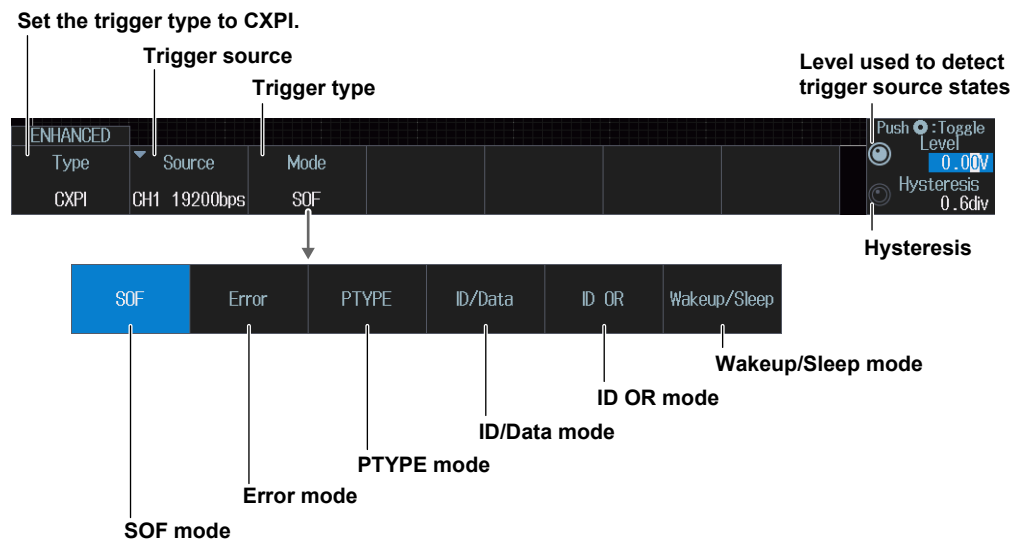 Set the trigger type to CXPI.
Trigger source
Trigger type
Level used to detect
trigger source states
ENHANCED
Type
CXPI
Source
CH1 19200bps
Mode
SOF
Push :Toggle
Level
0.00V
Hysteresis
0.6div
Hysteresis
SOF
Error
PTYPE
ID/Data
ID OR
Wakeup/Sleep
Wakeup/Sleep mode
ID OR mode
ID/Data mode
PTYPE mode
Error mode
SOF mode